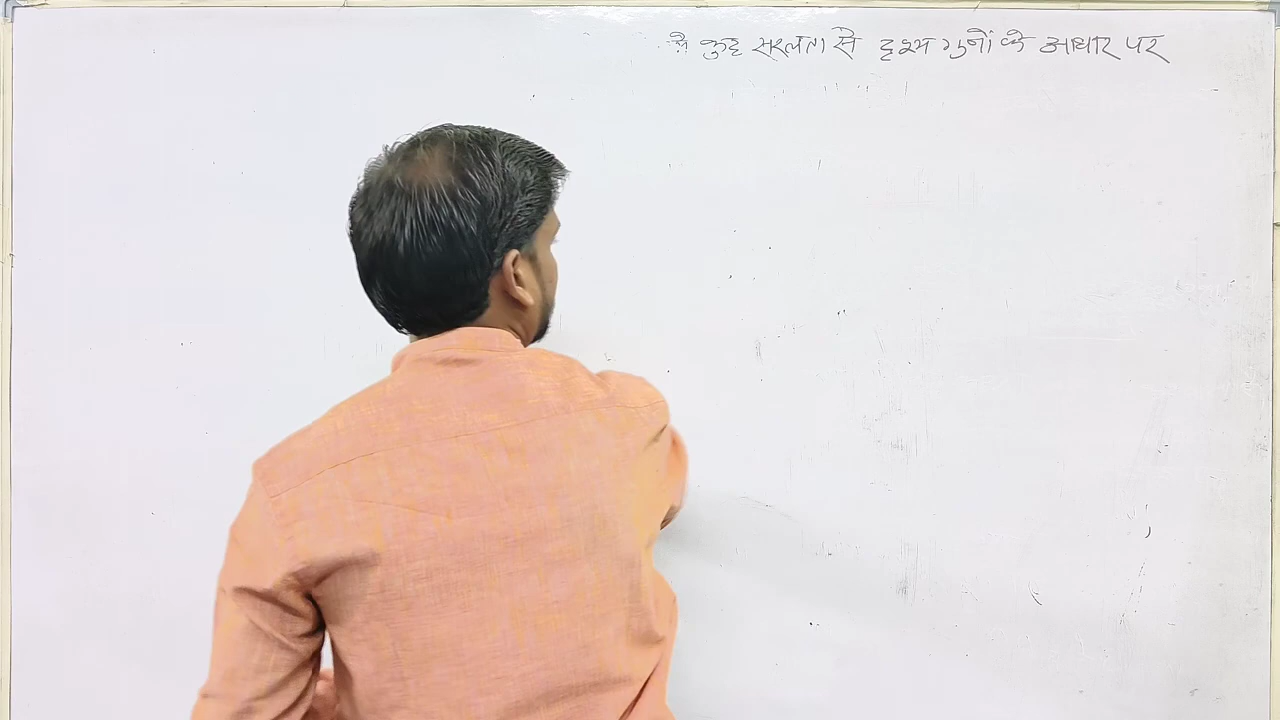 कुछ सरलता से दृश्य गुणों के आधार पर